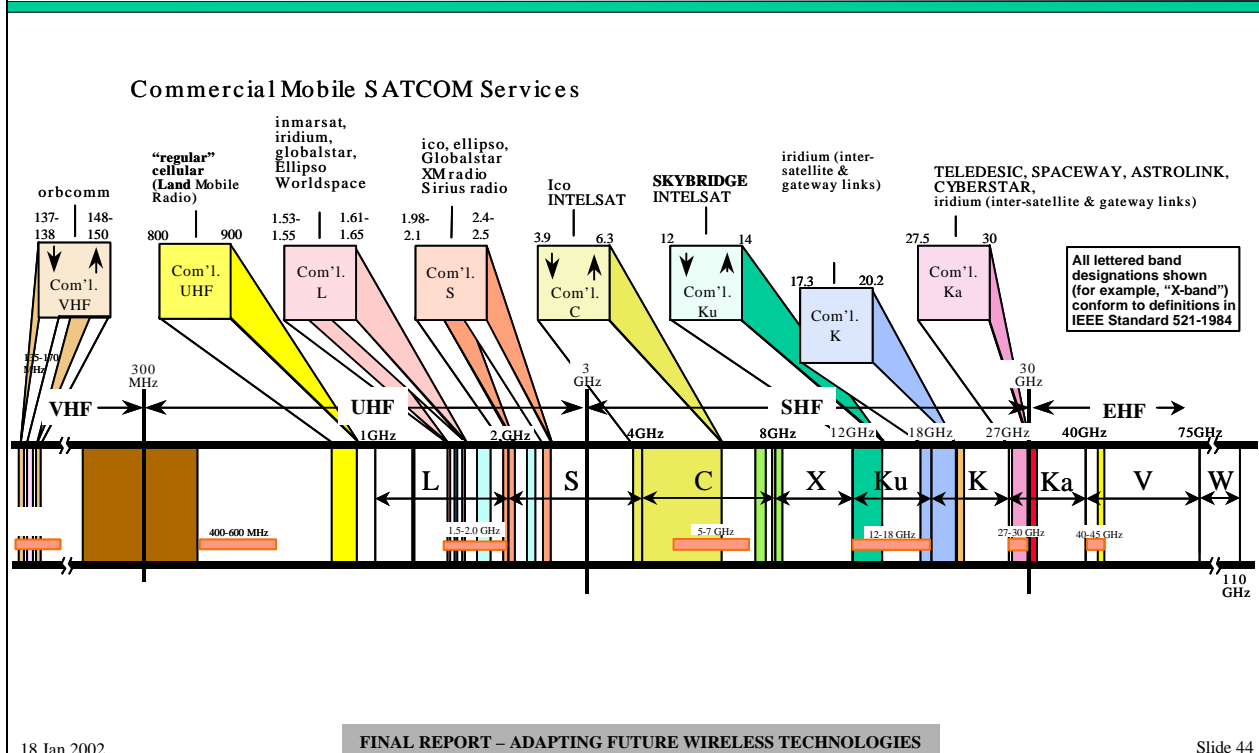 Commercial Mobile SATCOM Services
orbcomm
137-
138
148-
150
Com'l.
VHF
"regular"
cellular
(Land Mobile
Radio)
800
900
Com'l.
UHF
inmarsat,
iridium,
globalstar,
Ellipso
Worldspace
1.53-
1.55
1.61-
1.65
Com'l.
L
ico, ellipso,
Globalstar
XM radio
Sirius radio
1.98-
2.1
2.4-
2.5
Com'l.
S
Ico
INTELSAT
3.9
6.3
Com'l.
C
SKYBRIDGE
INTELSAT
12
14
Com'l.
Ku
iridium (inter-
satellite &
gateway links)
17.3
20.2
Com'l.
K
TELEDESIC, SPACEWAY, ASTROLINK,
CYBERSTAR,
iridium (inter-satellite & gateway links)
27.5
30
Com'l.
Ka
All lettered band
designations shown
(for example, "X-band")
conform to definitions in
IEEE Standard 521-1984
135-170
MHz
300
MHz
3
GHz
30
GHz
VHF
UHF
SHF
EHF
1GHz
2 GHz
4GHz
8GHz
12GHz
18GHz
27GHz
40GHz
75GHz
L
S
C
X
Ku
K
Ka
V
W
400-600 MHz
1.5-2.0 GHz
5-7 GHz
12-18 GHz
27-30 GHz
40-45 GHz
110
GHz
18 Jan 2002
FINAL REPORT – ADAPTING FUTURE WIRELESS TECHNOLOGIES
Slide 44